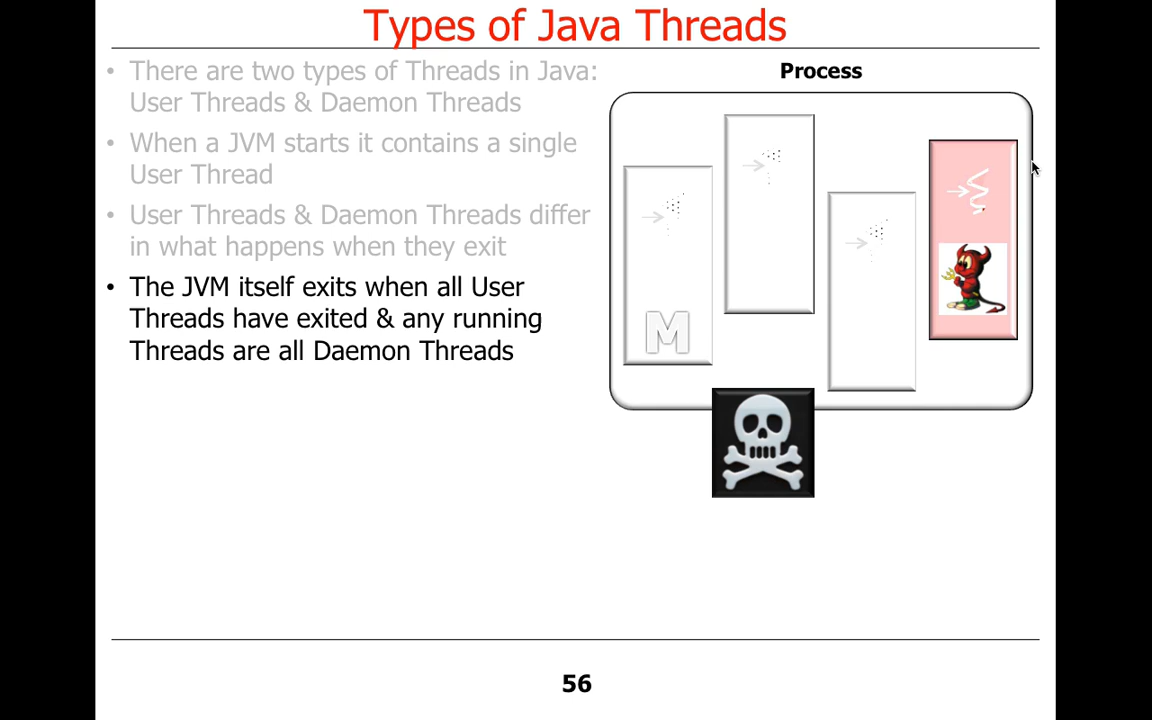 Types of Java Threads
• There are two types of Threads in Java:
User Threads & Daemon Threads
• When a JVM starts it contains a single
User Thread
• User Threads & Daemon Threads differ
in what happens when they exit
• The JVM itself exits when all User
Threads have exited & any running
Threads are all Daemon Threads
Process
M
56